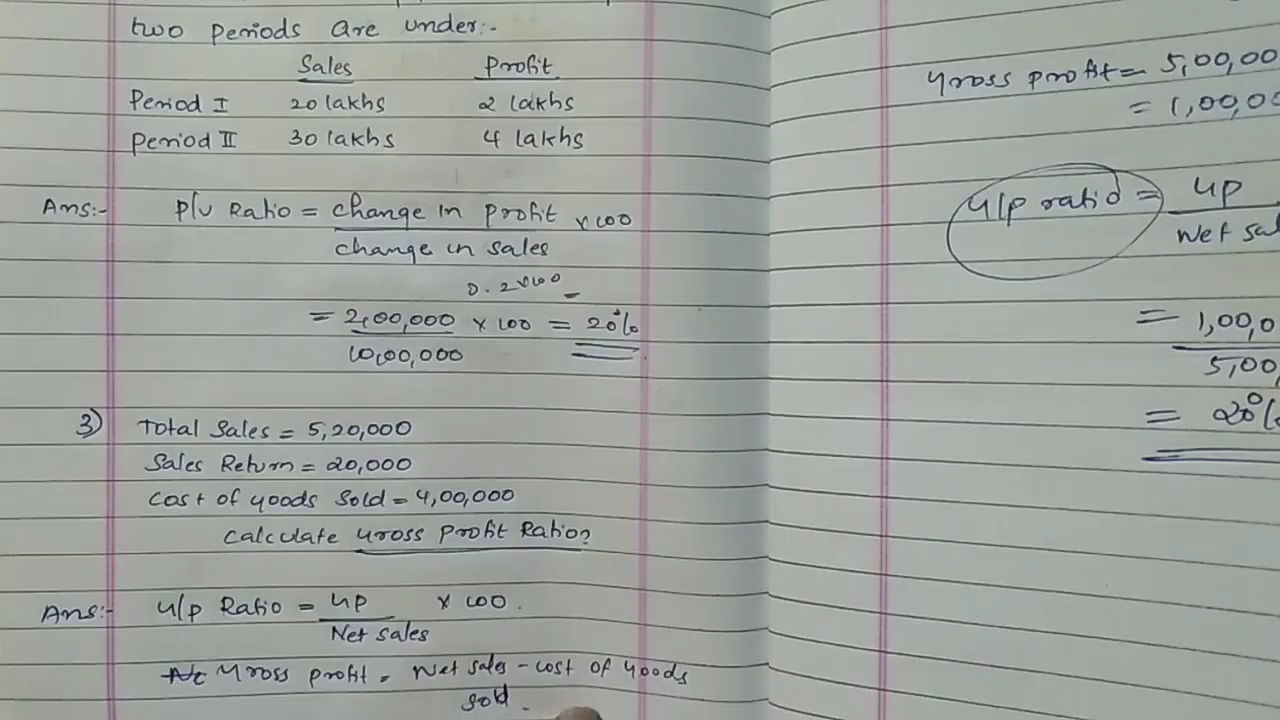 two periods are under:-
Sales Profit
Period I 20 lakhs 2 lakhs
Period II 30 lakhs 4 lakhs
Ans:- P/V Ratio = change in profit × 100
change in sales
0.2×100
= 2,00,000 × 100 = 20%
10,00,000
3) Total Sales = 5,20,000
Sales Return = 20,000
Cost of goods sold = 4,00,000
Calculate Gross Profit Ratio?
Ans:- G/P Ratio = GP × 100.
Net sales
Gross profit = Net sales - cost of goods
sold.
Gross profit = 5,00,00
= 1,00,00
G/p ratio = GP
Net sal
= 1,00,0
5,00,
= 20%